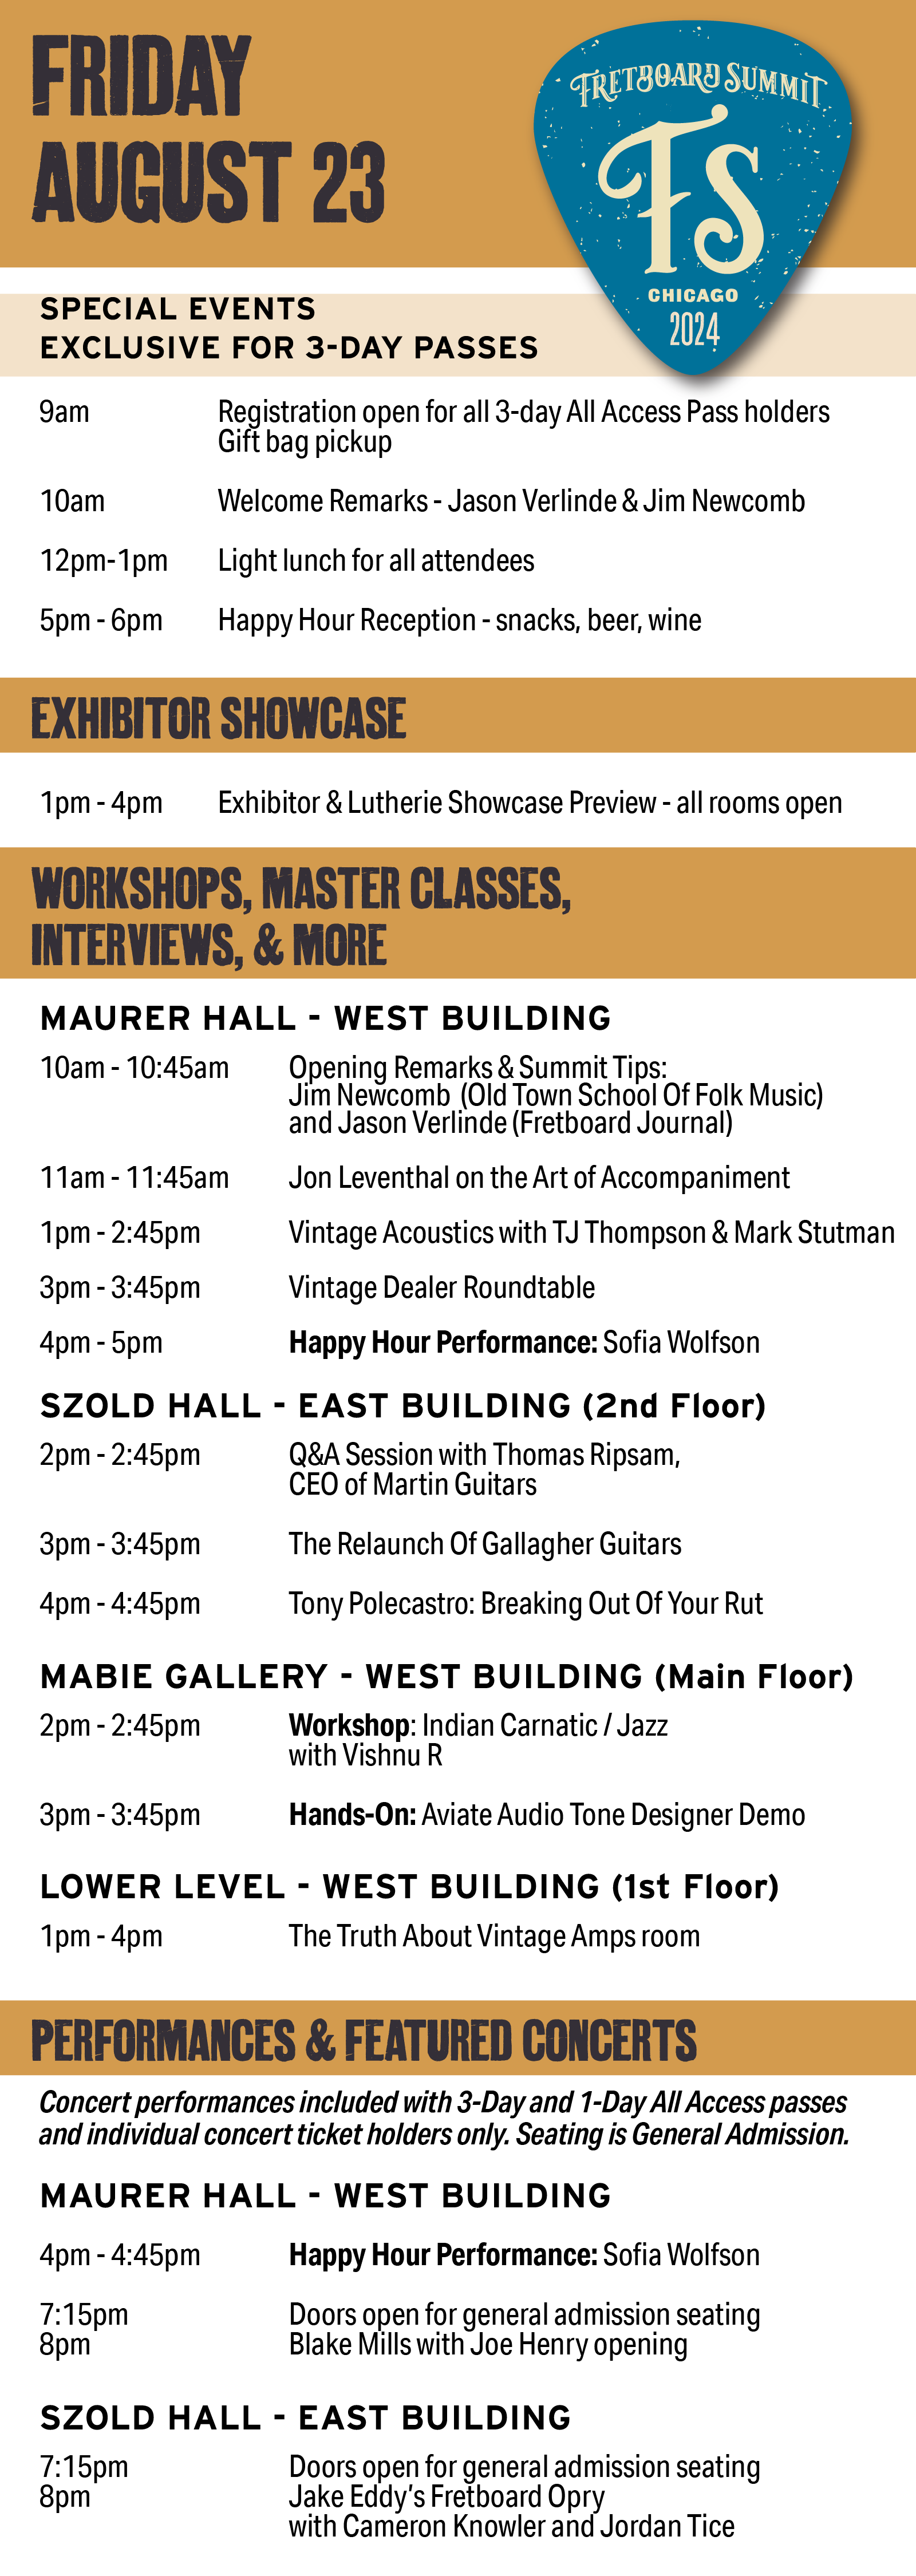 FRIDAY
AUGUST 23
FRETBOARD SUMMIT
FS
CHICAGO
2024
SPECIAL EVENTS
EXCLUSIVE FOR 3-DAY PASSES
9am Registration open for all 3-day All Access Pass holders
Gift bag pickup
10am Welcome Remarks - Jason Verlinde & Jim Newcomb
12pm-1pm Light lunch for all attendees
5pm - 6pm Happy Hour Reception - snacks, beer, wine
EXHIBITOR SHOWCASE
1pm - 4pm Exhibitor & Lutherie Showcase Preview - all rooms open
WORKSHOPS, MASTER CLASSES,
INTERVIEWS, & MORE
MAURER HALL - WEST BUILDING
10am - 10:45am Opening Remarks & Summit Tips:
Jim Newcomb (Old Town School Of Folk Music)
and Jason Verlinde (Fretboard Journal)
11am - 11:45am Jon Leventhal on the Art of Accompaniment
1pm - 2:45pm Vintage Acoustics with TJ Thompson & Mark Stutman
3pm - 3:45pm Vintage Dealer Roundtable
4pm - 5pm Happy Hour Performance: Sofia Wolfson
SZOLD HALL - EAST BUILDING (2nd Floor)
2pm - 2:45pm Q&A Session with Thomas Ripsam,
CEO of Martin Guitars
3pm - 3:45pm The Relaunch Of Gallagher Guitars
4pm - 4:45pm Tony Polecastro: Breaking Out Of Your Rut
MABIE GALLERY - WEST BUILDING (Main Floor)
2pm - 2:45pm Workshop: Indian Carnatic / Jazz
with Vishnu R
3pm - 3:45pm Hands-On: Aviate Audio Tone Designer Demo
LOWER LEVEL - WEST BUILDING (1st Floor)
1pm - 4pm The Truth About Vintage Amps room
PERFORMANCES & FEATURED CONCERTS
Concert performances included with 3-Day and 1-Day All Access passes
and individual concert ticket holders only. Seating is General Admission.
MAURER HALL - WEST BUILDING
4pm - 4:45pm Happy Hour Performance: Sofia Wolfson
7:15pm Doors open for general admission seating
8pm Blake Mills with Joe Henry opening
SZOLD HALL - EAST BUILDING
7:15pm Doors open for general admission seating
8pm Jake Eddy's Fretboard Opry
with Cameron Knowler and Jordan Tice